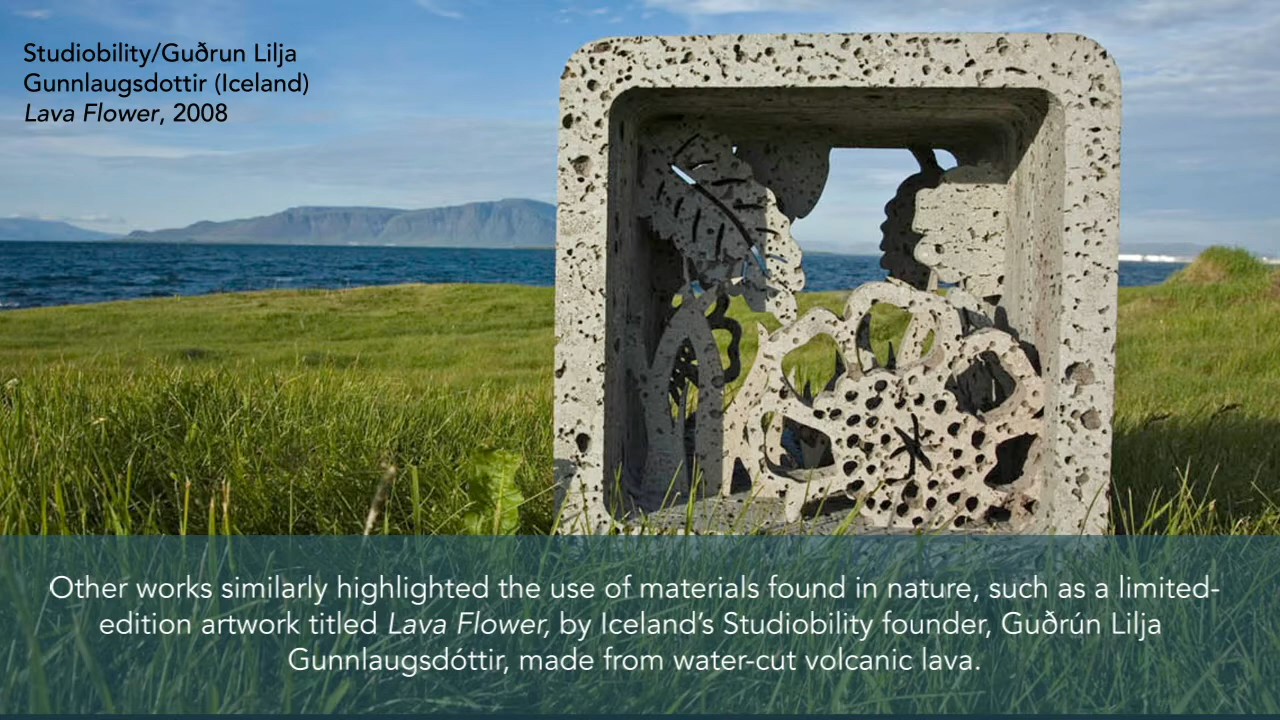 Studiobility/Guðrun Lilja
Gunnlaugsdottir (Iceland)
Lava Flower, 2008
Other works similarly highlighted the use of materials found in nature, such as a limited-
edition artwork titled Lava Flower, by Iceland’s Studiobility founder, Guðrún Lilja
Gunnlaugsdóttir, made from water-cut volcanic lava.